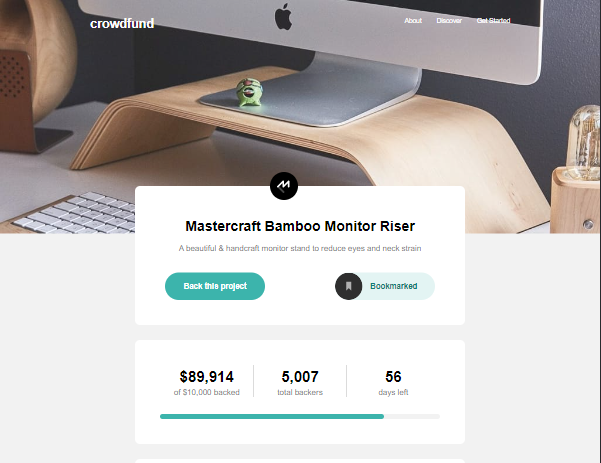 crowdfund
About Discover Get Started
Mastercraft Bamboo Monitor Riser
A beautiful & handcraft monitor stand to reduce eyes and neck strain
Back this project
Bookmarked
$89,914 5,007 56
of $10,000 backed total backers days left